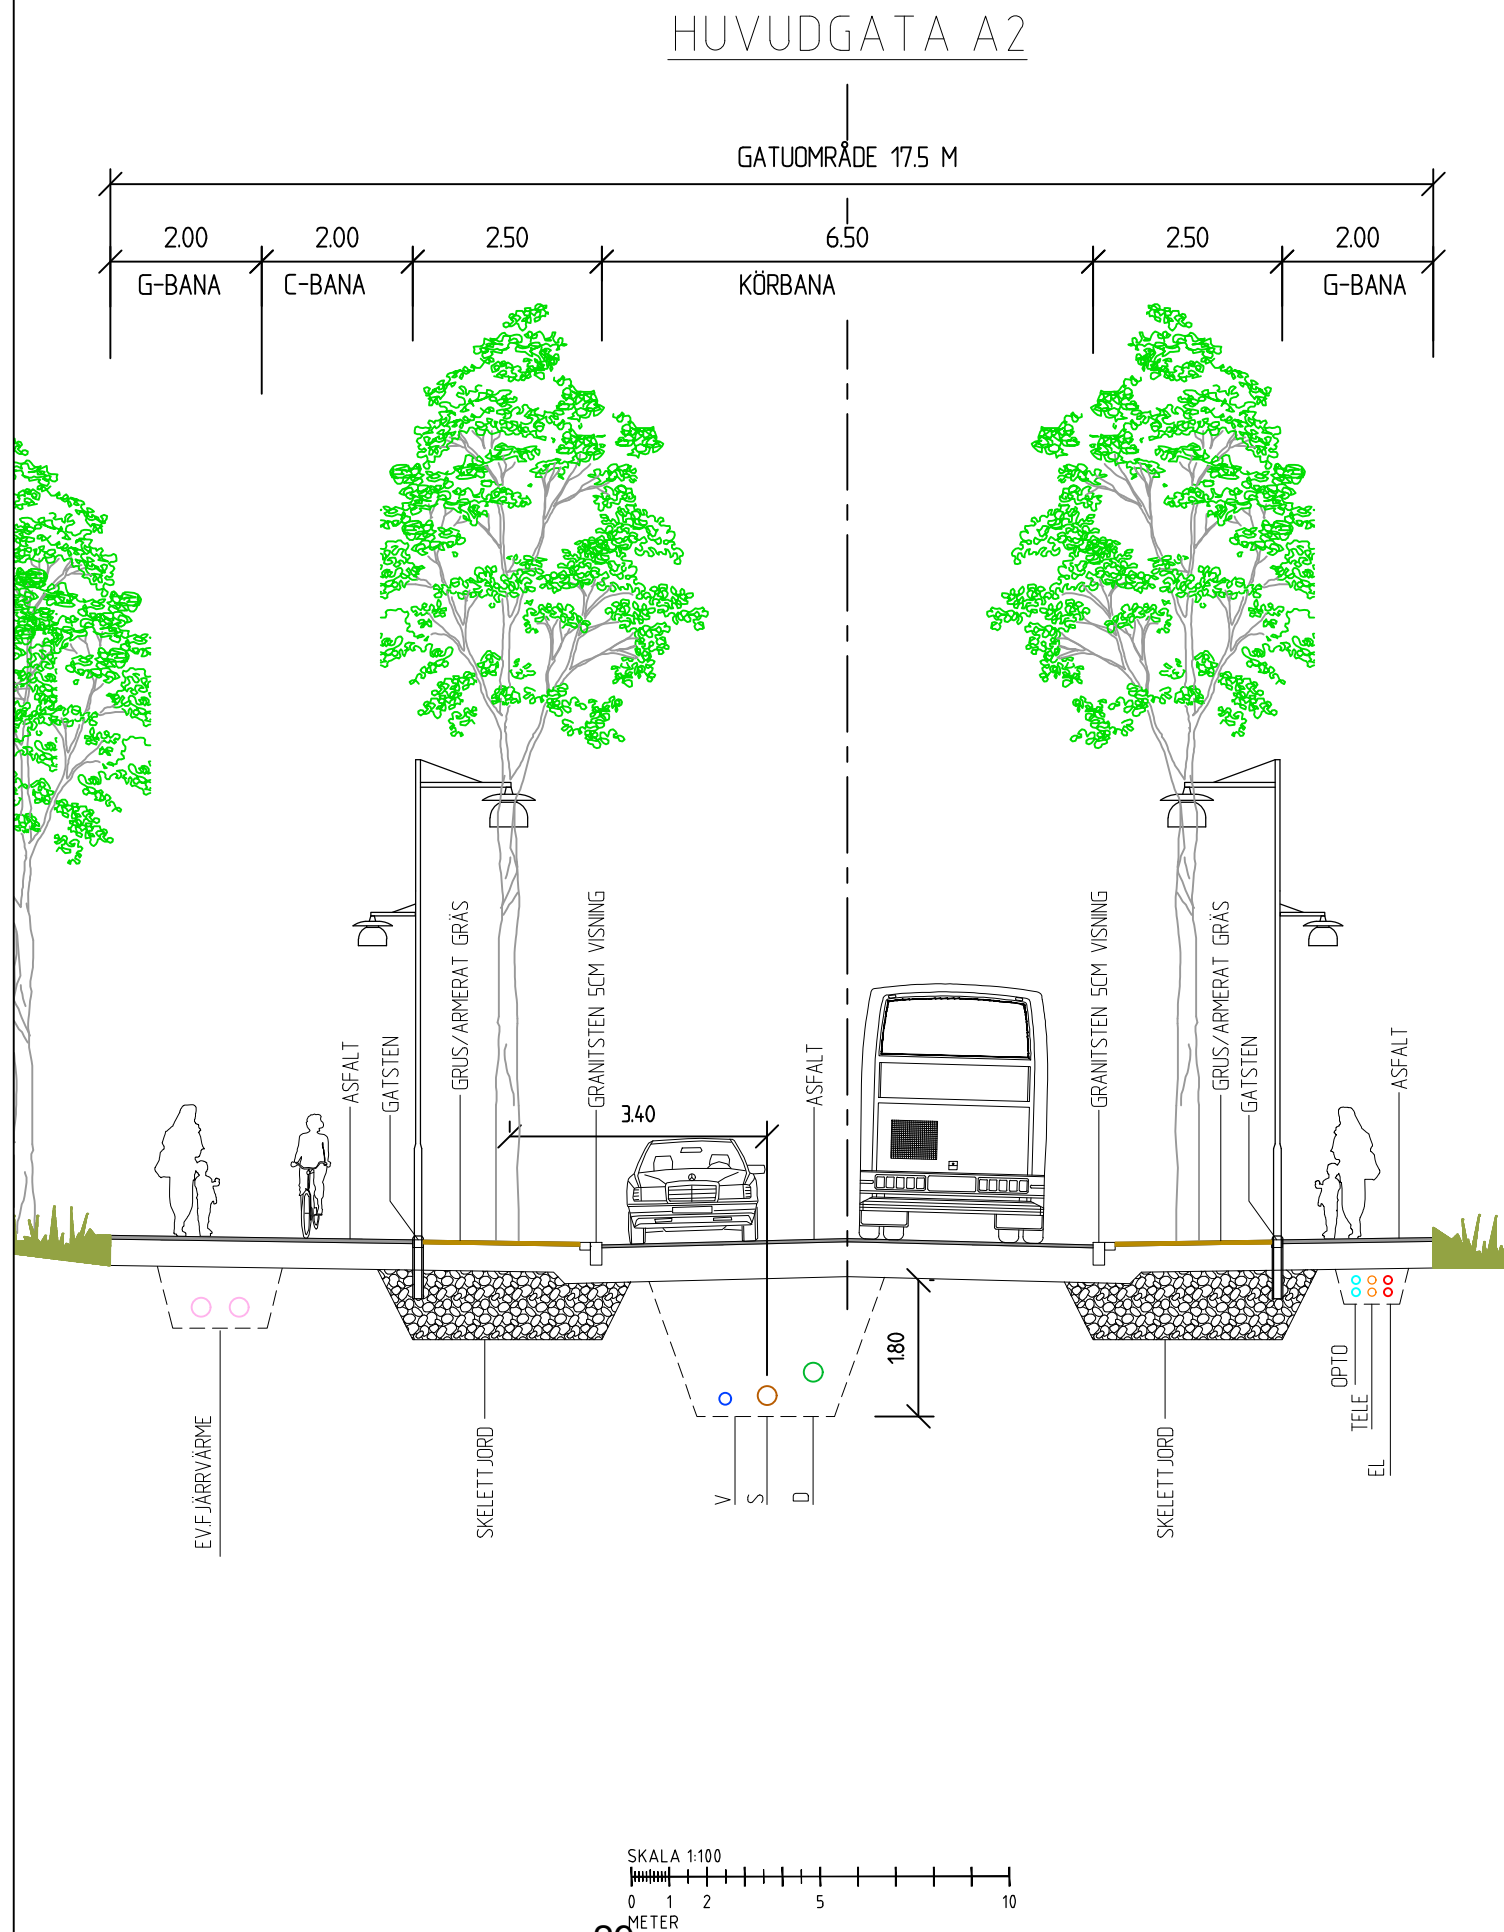 HUVUDGATA A2
GATUOMRÅDE 17.5 M
2.00 2.00 2.50 6.50 2.50 2.00
G-BANA C-BANA KÖRBANA G-BANA
ASFALT
GATSTEN
GRUS/ARMERAT GRÄS
GRANITSTEN 5CM VISNING
3.40
ASFALT
GRANITSTEN 5CM VISNING
GRUS/ARMERAT GRÄS
GATSTEN
ASFALT
1.80
EV.FJÄRRVÄRME
SKELETTJORD
V
S
D
SKELETTJORD
OPTO
TELE
EL
SKALA 1:100
0 1 2 5 10
METER